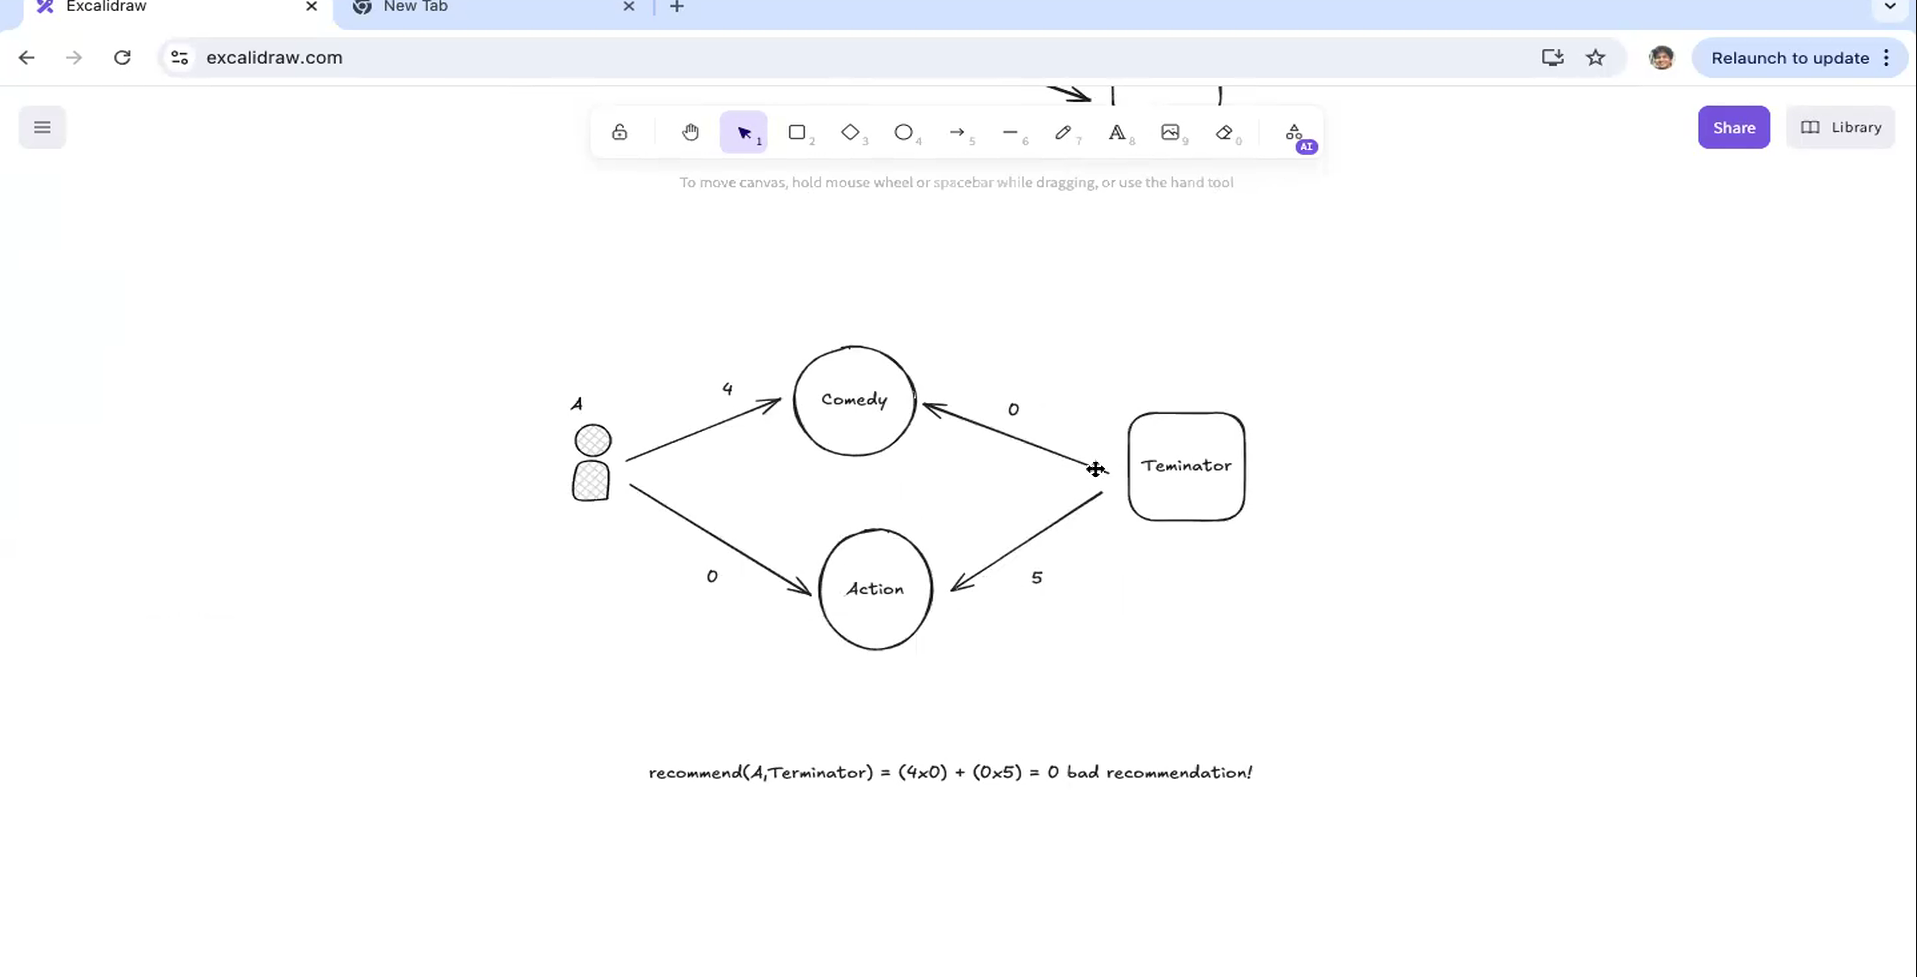 Excalidraw
New Tab
excalidraw.com
Relaunch to update
1 2 3 4 5 6 7 8 9 0
AI
Share
Library
To move canvas, hold mouse wheel or spacebar while dragging, or use the hand tool
4
Comedy
A
0
Teminator
0
5
Action
recommend(A,Terminator) = (4x0) + (0x5) = 0 bad recommendation!